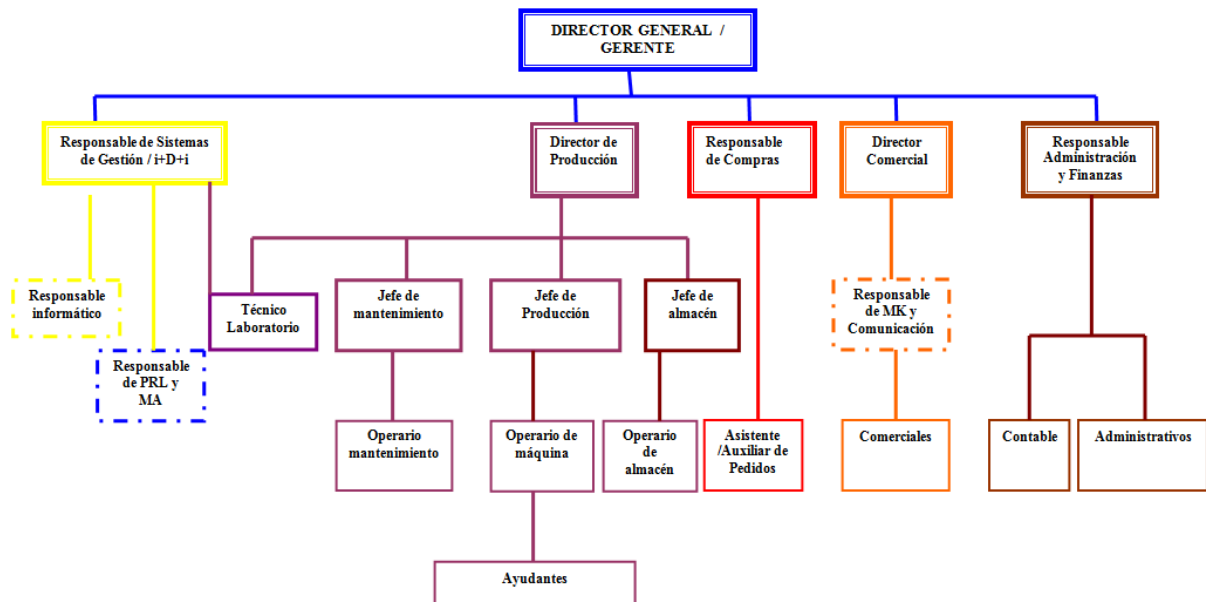 DIRECTOR GENERAL /
GERENTE
Responsable de Sistemas
de Gestión / i+D+i
Director de
Producción
Responsable
de Compras
Director
Comercial
Responsable
Administración
y Finanzas
Responsable
informático
Técnico
Laboratorio
Jefe de
mantenimiento
Jefe de
Producción
Jefe de
almacén
Responsable
de MK y
Comunicación
Responsable
de PRL y
MA
Operario
mantenimiento
Operario de
máquina
Operario
de
almacén
Asistente
/Auxiliar de
Pedidos
Comerciales
Contable
Administrativos
Ayudantes